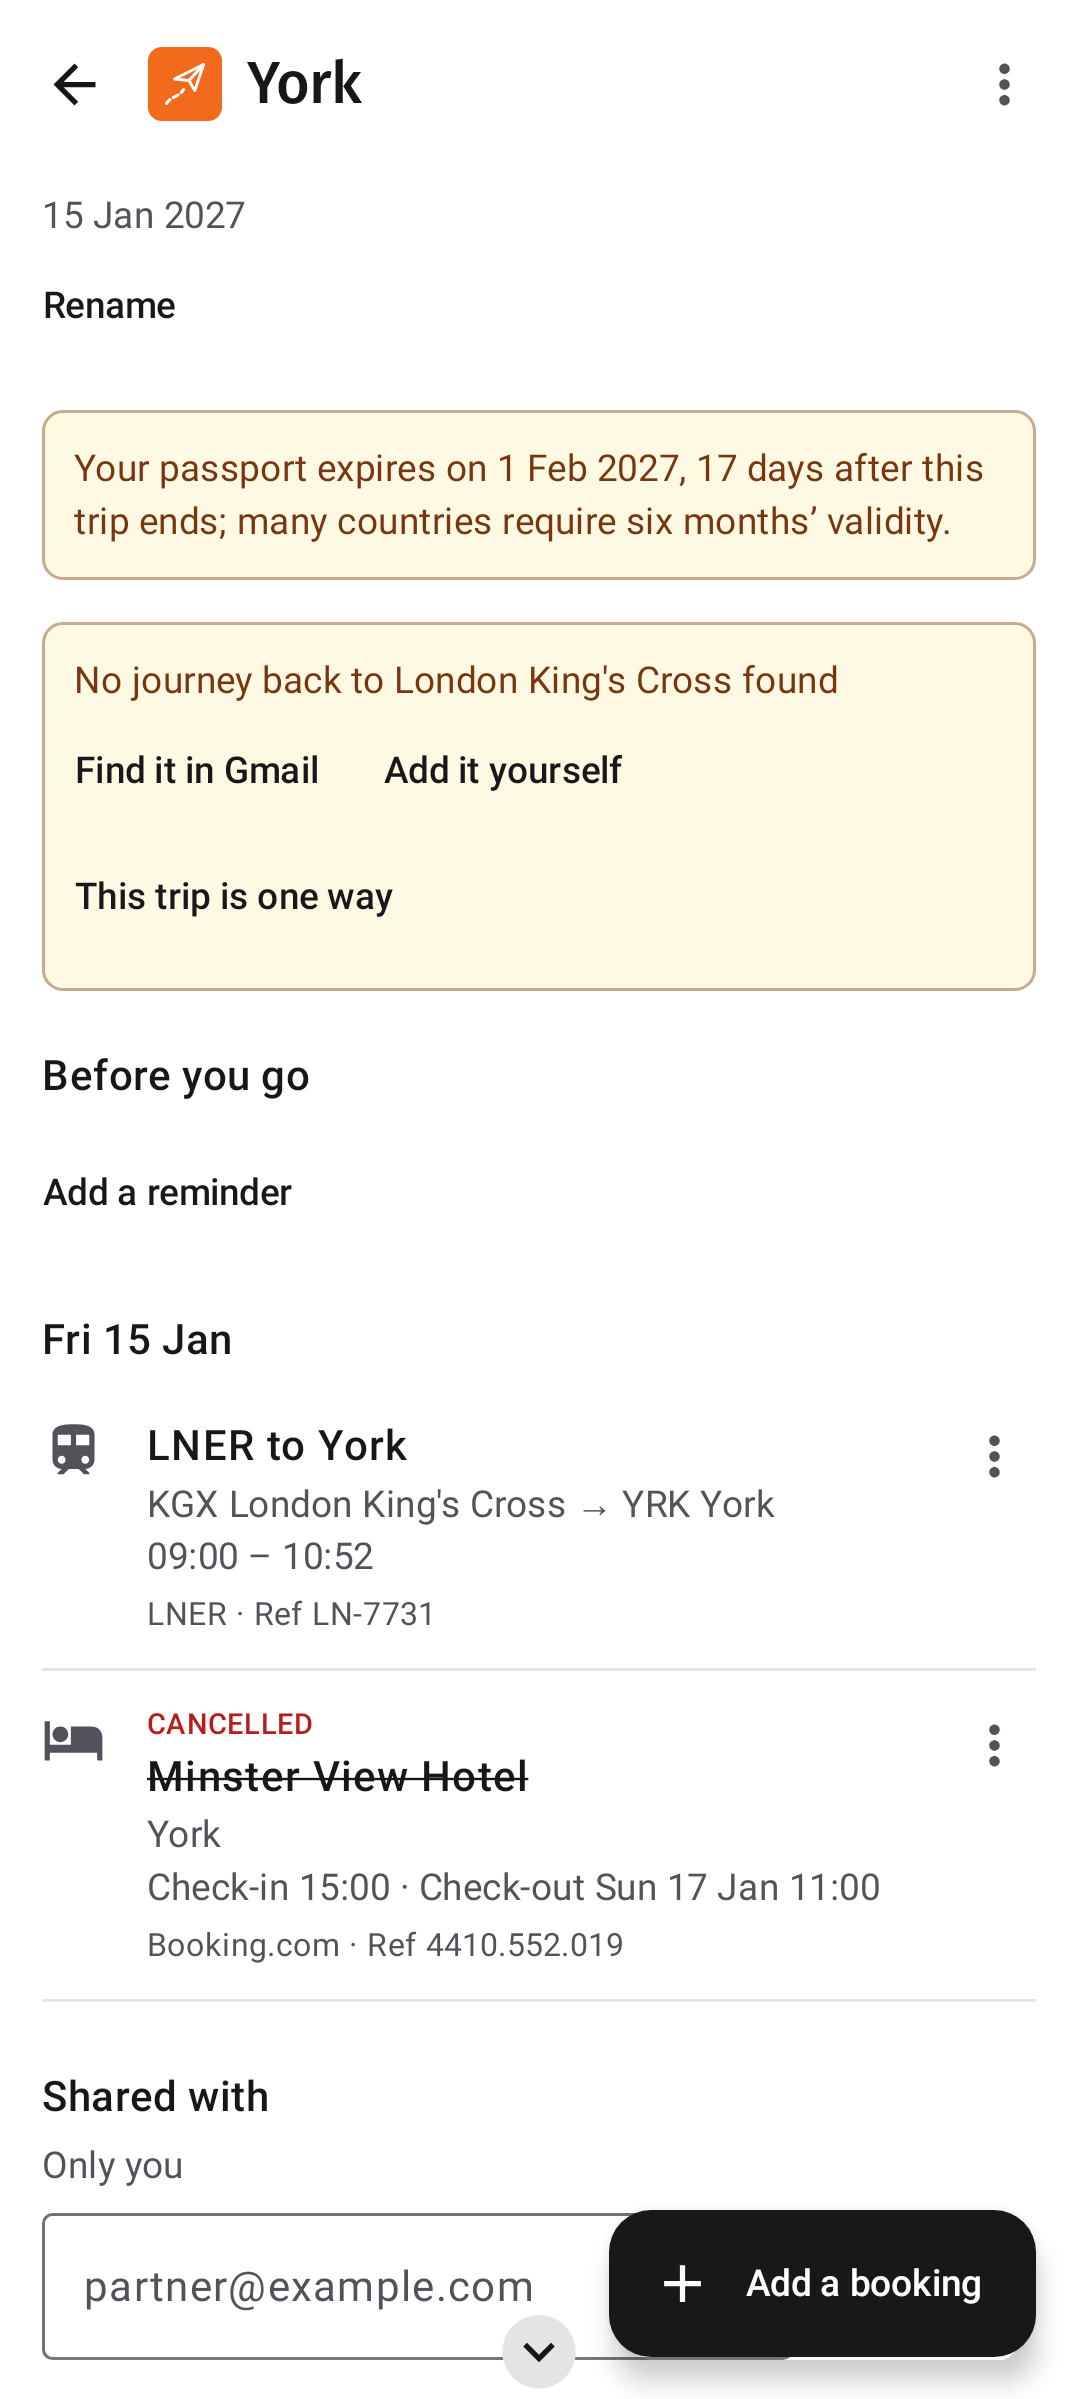 York
15 Jan 2027
Rename
Your passport expires on 1 Feb 2027, 17 days after this
trip ends; many countries require six months’ validity.
No journey back to London King's Cross found
Find it in Gmail
Add it yourself
This trip is one way
Before you go
Add a reminder
Fri 15 Jan
LNER to York
KGX London King's Cross → YRK York
09:00 – 10:52
LNER · Ref LN-7731
CANCELLED
Minster View Hotel
York
Check-in 15:00 · Check-out Sun 17 Jan 11:00
Booking.com · Ref 4410.552.019
Shared with
Only you
partner@example.com
Add a booking